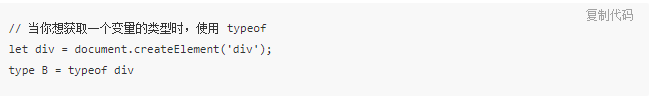 复制代码
// 当你想获取一个变量的类型时，使用 typeof
let div = document.createElement('div');
type B = typeof div